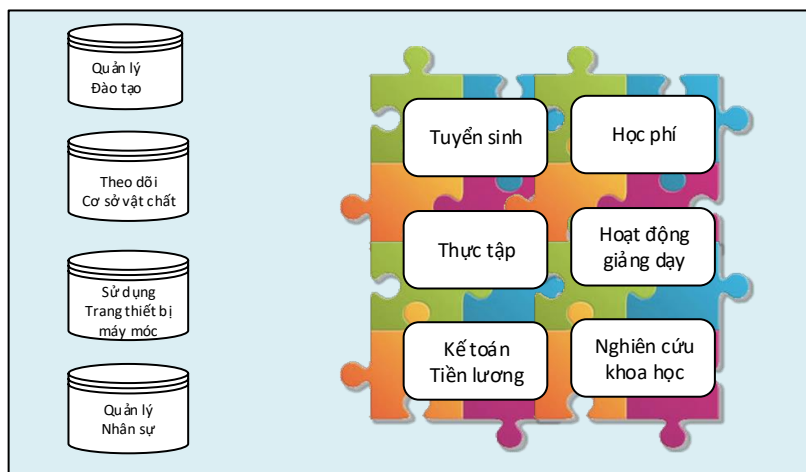 Quản lý
Đào tạo
Theo dõi
Cơ sở vật chất
Sử dụng
Trang thiết bị
máy móc
Quản lý
Nhân sự
Tuyển sinh
Học phí
Thực tập
Hoạt động
giảng dạy
Kế toán
Tiền lương
Nghiên cứu
khoa học